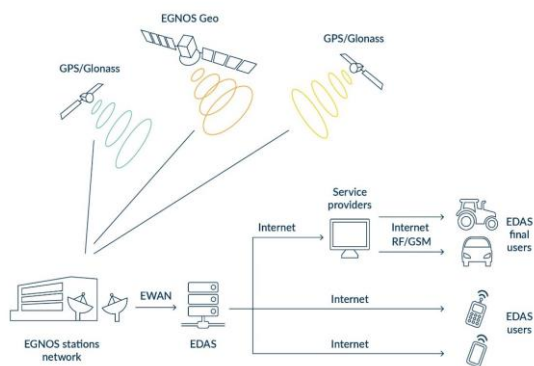 EGNOS Geo
GPS/Glonass
GPS/Glonass
Service
providers
Internet
Internet
RF/GSM
EDAS
final
users
EWAN
Internet
EDAS
users
Internet
EGNOS stations
network
EDAS